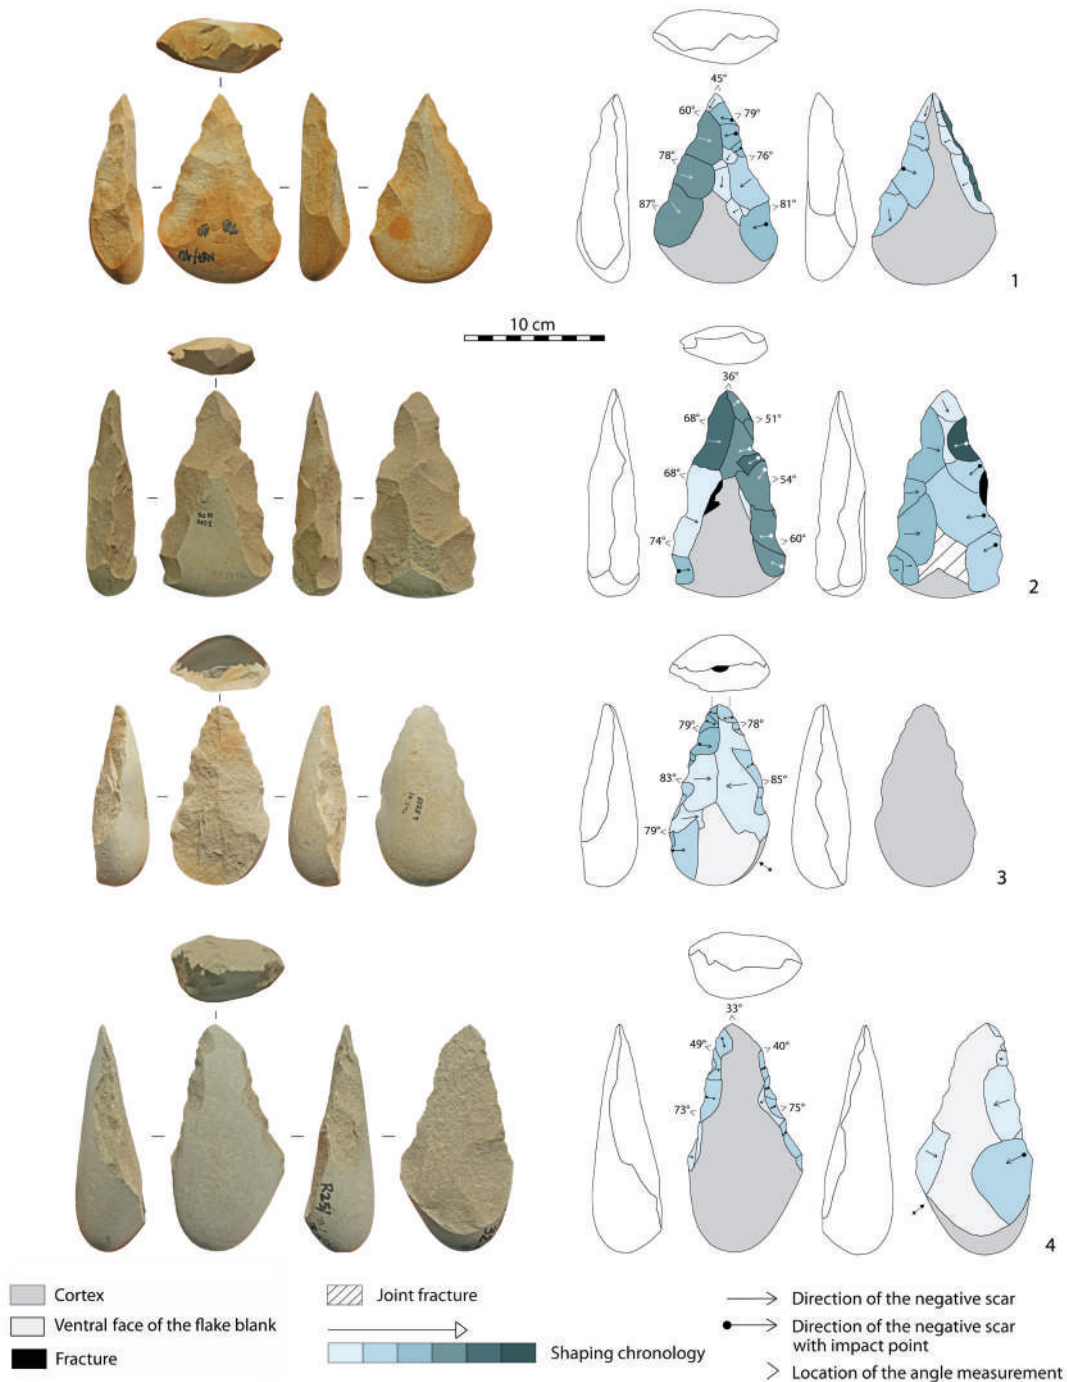 45°
60°
79°
78°
76°
87°
81°
1
10 cm
36°
68°
51°
68°
54°
74°
60°
2
79°
78°
83°
85°
79°
3
33°
49°
40°
73°
75°
R251
4
Cortex
Joint fracture
Direction of the negative scar
Ventral face of the flake blank
Direction of the negative scar
with impact point
Fracture
Shaping chronology
Location of the angle measurement